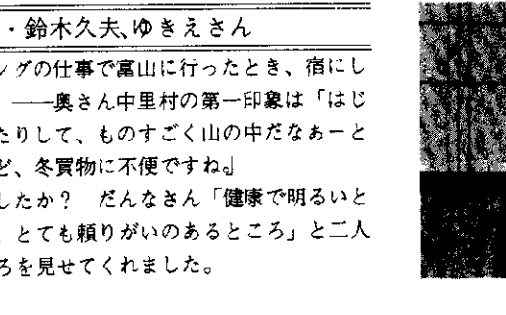 ・鈴木久夫、ゆきえさん
ングの仕事で富山に行ったとき、宿にし
――奥さん中里村の第一印象は「はじ
たりして、ものすごく山の中だなぁーと
ど、冬買物に不便ですね。」
したか？　だんなさん「健康で明るいと
、とても頼りがいのあるところ」と二人
ろを見せてくれました。